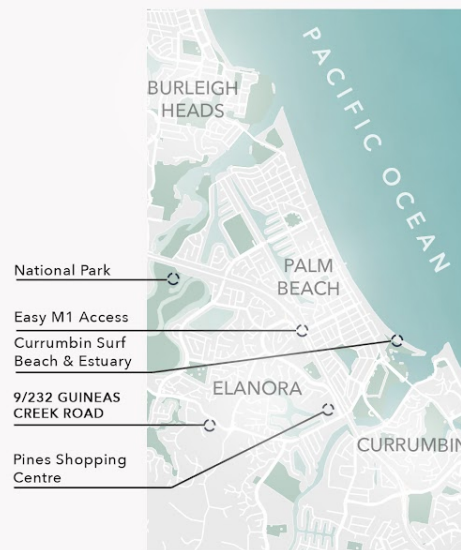 PACIFIC OCEAN
BURLEIGH
HEADS
PALM
BEACH
National Park
Easy M1 Access
Currumbin Surf
Beach & Estuary
ELANORA
9/232 GUINEAS
CREEK ROAD
CURRUMBIN
Pines Shopping
Centre